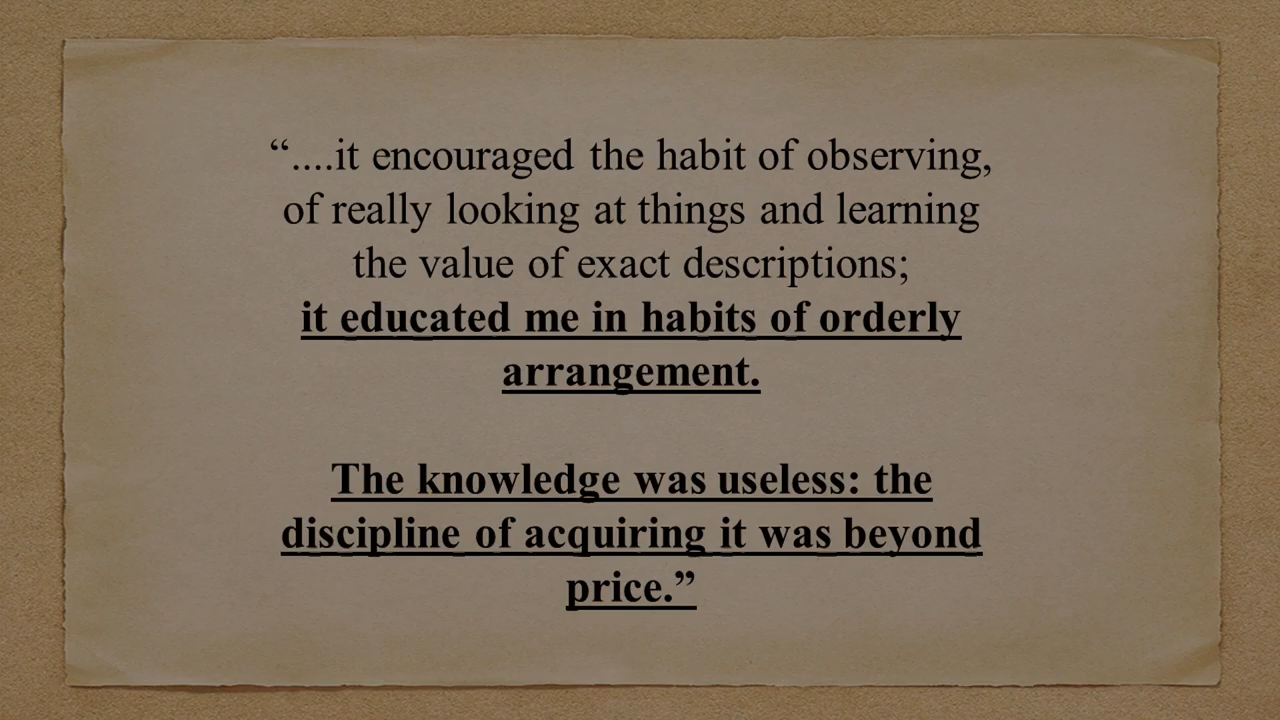 “....it encouraged the habit of observing,
of really looking at things and learning
the value of exact descriptions;
it educated me in habits of orderly
arrangement.
The knowledge was useless: the
discipline of acquiring it was beyond
price.”